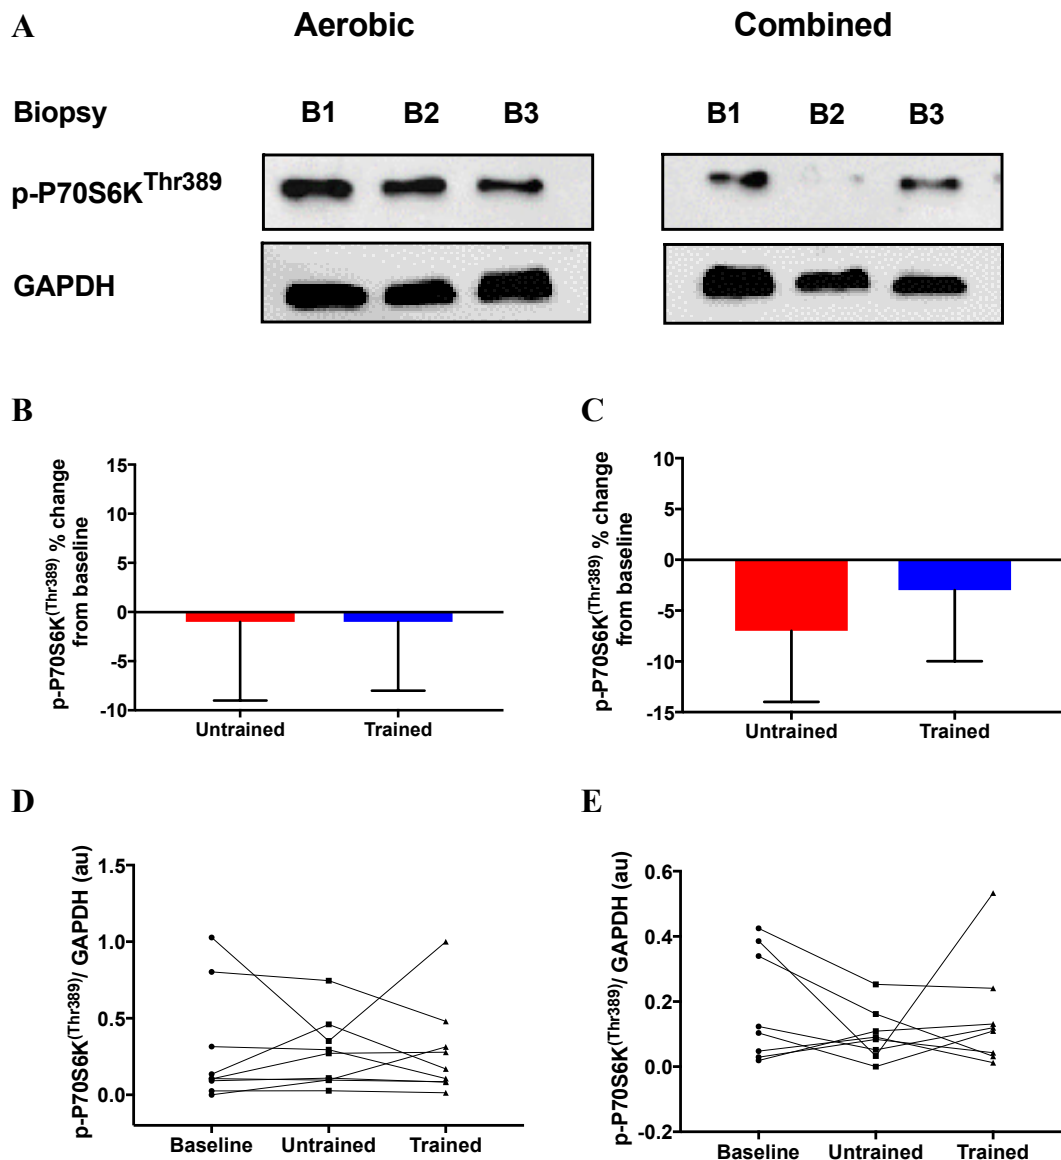 A
Aerobic Combined
Biopsy B1 B2 B3 B1 B2 B3
p-P70S6K^Thr389
GAPDH
B
p-P70S6K^(Thr389) % change
from baseline
15
10
5
0
-5
-10
Untrained Trained
C
p-P70S6K^(Thr389) % change
from baseline
10
5
0
-5
-10
-15
Untrained Trained
D
p-P70S6K^(Thr389)/ GAPDH (au)
1.5
1.0
0.5
0.0
Baseline Untrained Trained
E
p-P70S6K^(Thr389)/ GAPDH (au)
0.6
0.4
0.2
0.0
-0.2
Baseline Untrained Trained